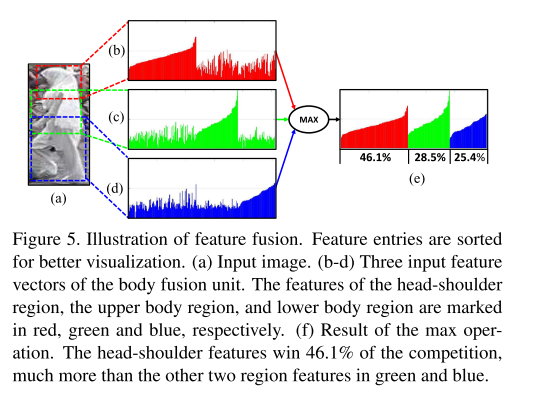 (b)
(c)
(d)
(a)
MAX
46.1% 28.5% 25.4%
(e)
Figure 5. Illustration of feature fusion. Feature entries are sorted
for better visualization. (a) Input image. (b-d) Three input feature
vectors of the body fusion unit. The features of the head-shoulder
region, the upper body region, and lower body region are marked
in red, green and blue, respectively. (f) Result of the max oper-
ation. The head-shoulder features win 46.1% of the competition,
much more than the other two region features in green and blue.